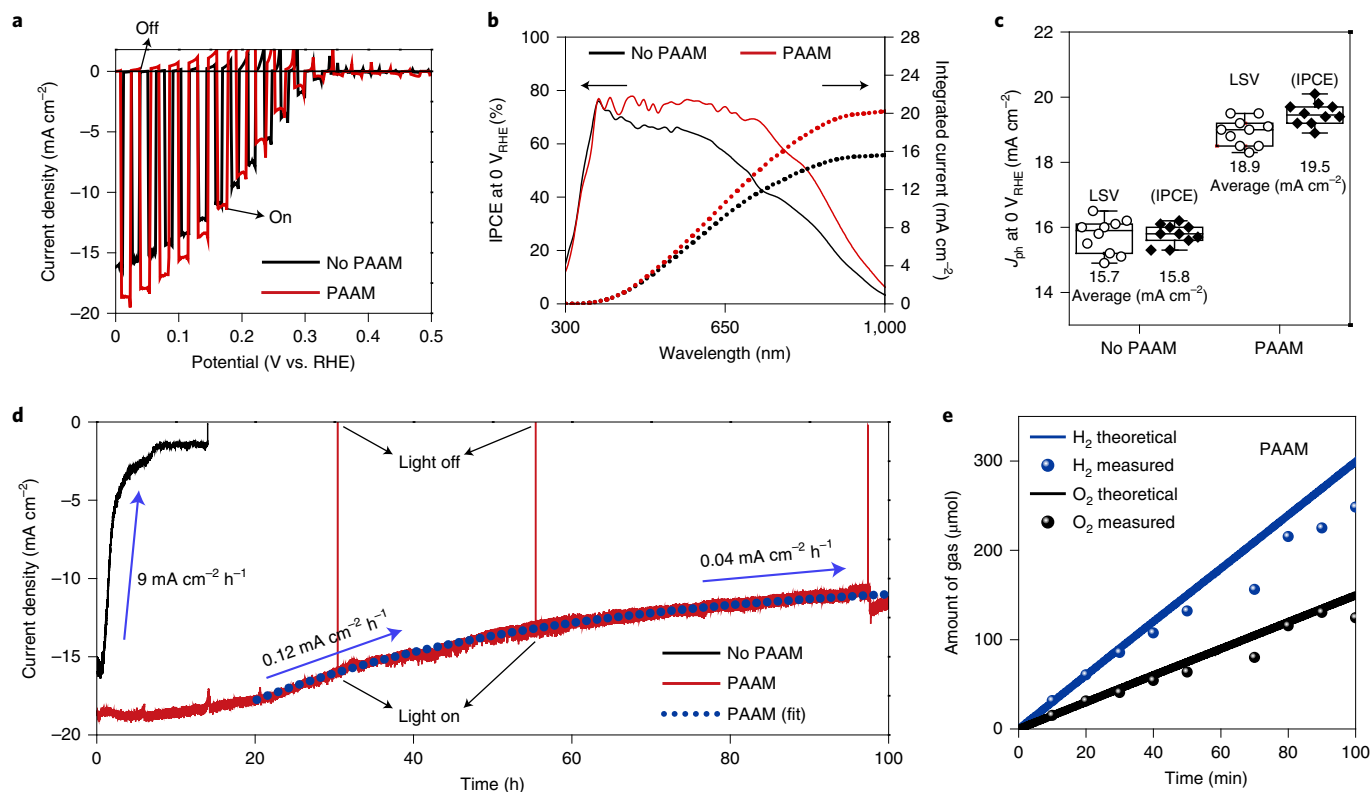 a
Off
On
No PAAM
PAAM
Current density (mA cm⁻²)
0
−5
−10
−15
−20
0 0.1 0.2 0.3 0.4 0.5
Potential (V vs. RHE)
b
No PAAM PAAM
IPCE at 0 V_RHE (%)
100
80
60
40
20
0
Integrated current (mA cm⁻²)
28
24
20
16
12
8
4
0
300 650 1,000
Wavelength (nm)
c
J_ph at 0 V_RHE (mA cm⁻²)
22
20
18
16
14
LSV (IPCE)
18.9 19.5
Average (mA cm⁻²)
LSV (IPCE)
15.7 15.8
Average (mA cm⁻²)
No PAAM PAAM
d
Current density (mA cm⁻²)
0
−5
−10
−15
−20
9 mA cm⁻² h⁻¹
Light off
0.12 mA cm⁻² h⁻¹
0.04 mA cm⁻² h⁻¹
Light on
No PAAM
PAAM
PAAM (fit)
0 20 40 60 80 100
Time (h)
e
H₂ theoretical
H₂ measured
O₂ theoretical
O₂ measured
PAAM
Amount of gas (μmol)
300
200
100
0
0 20 40 60 80 100
Time (min)